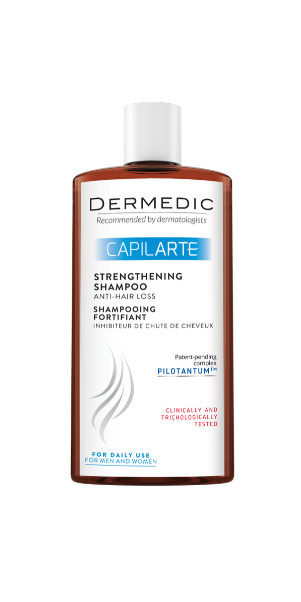 DERMEDIC
Recommended by dermatologists
CAPILARTE
STRENGTHENING
SHAMPOO
ANTI-HAIR LOSS
SHAMPOOING
FORTIFIANT
INHIBITEUR DE CHUTE DE CHEVEUX
Patent-pending
complex
PILOTANTUM™
CLINICALLY AND
TRICHOLOGICALLY
TESTED
FOR DAILY USE
FOR MEN AND WOMEN